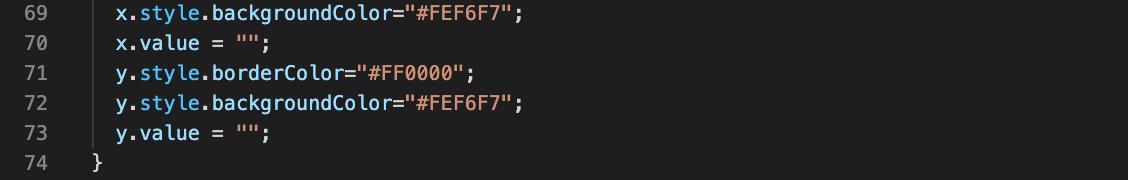 69 x.style.backgroundColor="#FEF6F7";
70 x.value = "";
71 y.style.borderColor="#FF0000";
72 y.style.backgroundColor="#FEF6F7";
73 y.value = "";
74 }